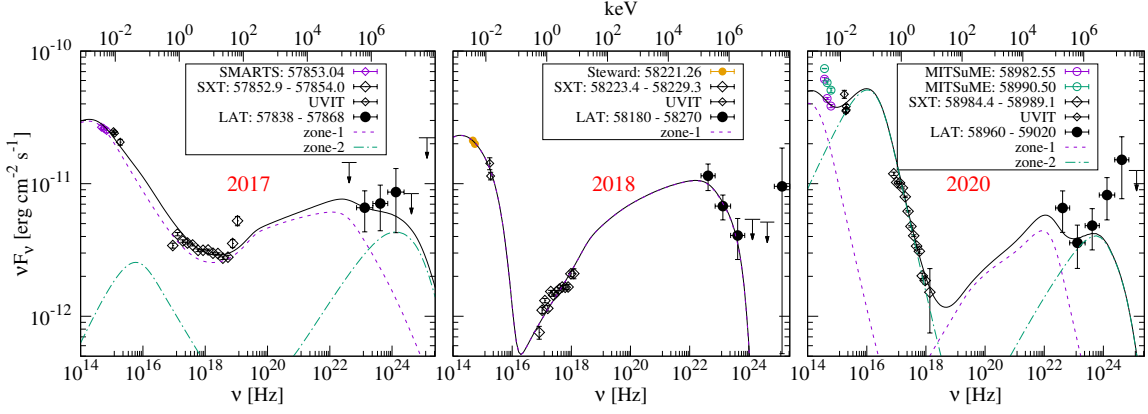 keV
10^-2 10^0 10^2 10^4 10^6 10^-2 10^0 10^2 10^4 10^6 10^-2 10^0 10^2 10^4 10^6
νFν [erg cm^-2 s^-1]
10^-10
10^-11
10^-12
SMARTS: 57853.04
SXT: 57852.9 - 57854.0
UVIT
LAT: 57838 - 57868
zone-1
zone-2
2017
Steward: 58221.26
SXT: 58223.4 - 58229.3
UVIT
LAT: 58180 - 58270
zone-1
2018
MITSuME: 58982.55
MITSuME: 58990.50
SXT: 58984.4 - 58989.1
UVIT
LAT: 58960 - 59020
zone-1
zone-2
2020
10^14 10^16 10^18 10^20 10^22 10^24 10^14 10^16 10^18 10^20 10^22 10^24 10^14 10^16 10^18 10^20 10^22 10^24
ν [Hz] ν [Hz] ν [Hz]